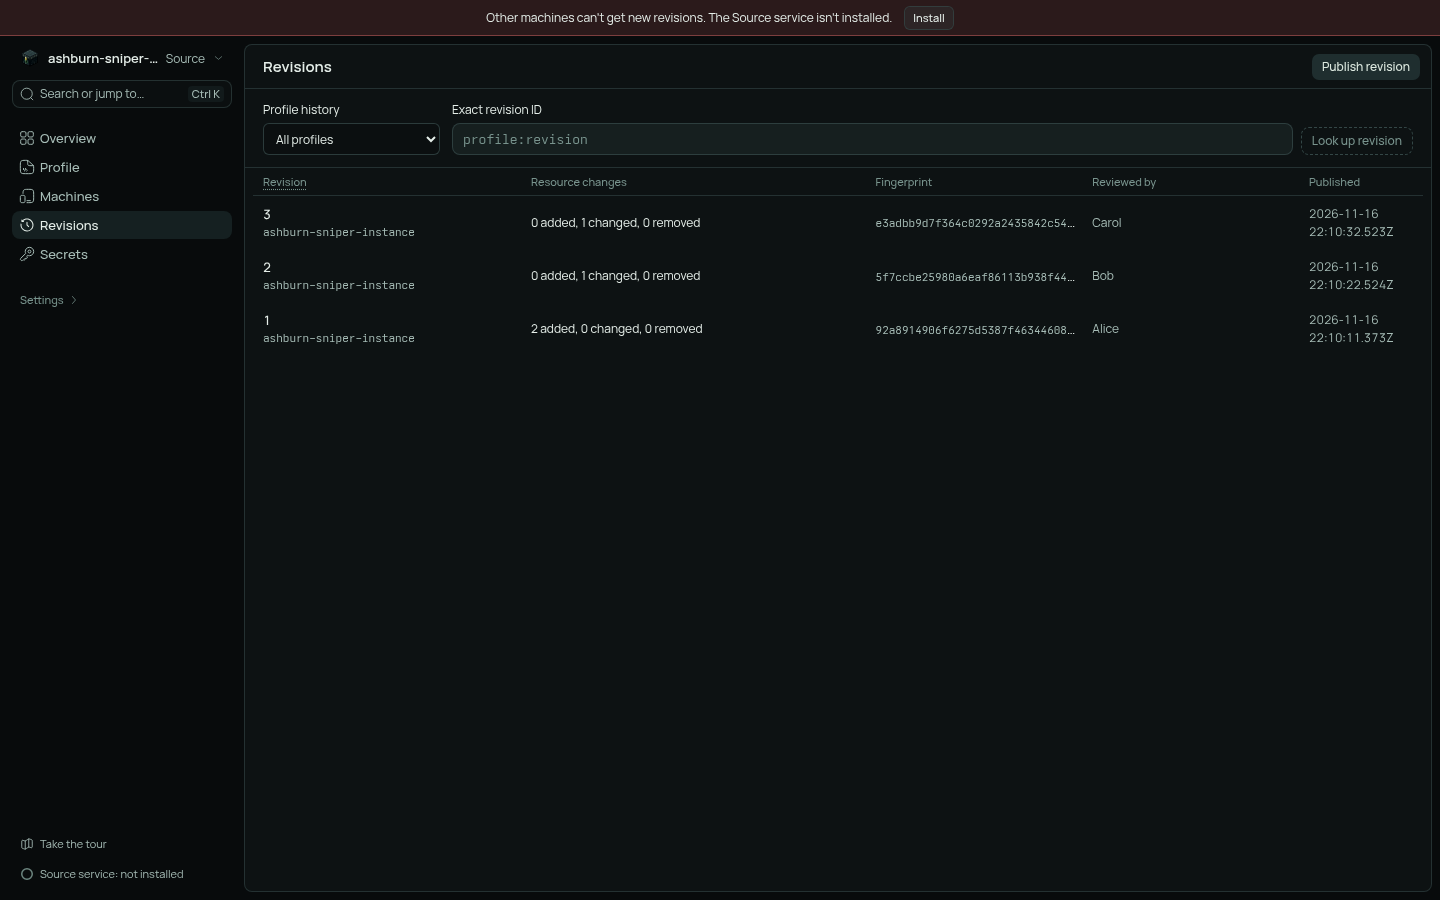 Other machines can't get new revisions. The Source service isn't installed. Install
ashburn-sniper-… Source
Search or jump to… Ctrl K
Overview
Profile
Machines
Revisions
Secrets
Settings
Take the tour
Source service: not installed
Revisions Publish revision
Profile history Exact revision ID
All profiles profile:revision Look up revision
Revision Resource changes Fingerprint Reviewed by Published
3
ashburn-sniper-instance
0 added, 1 changed, 0 removed
e3adbb9d7f364c0292a2435842c54…
Carol
2026-11-16
22:10:32.523Z
2
ashburn-sniper-instance
0 added, 1 changed, 0 removed
5f7ccbe25980a6eaf86113b938f44…
Bob
2026-11-16
22:10:22.524Z
1
ashburn-sniper-instance
2 added, 0 changed, 0 removed
92a8914906f6275d5387f46344608…
Alice
2026-11-16
22:10:11.373Z